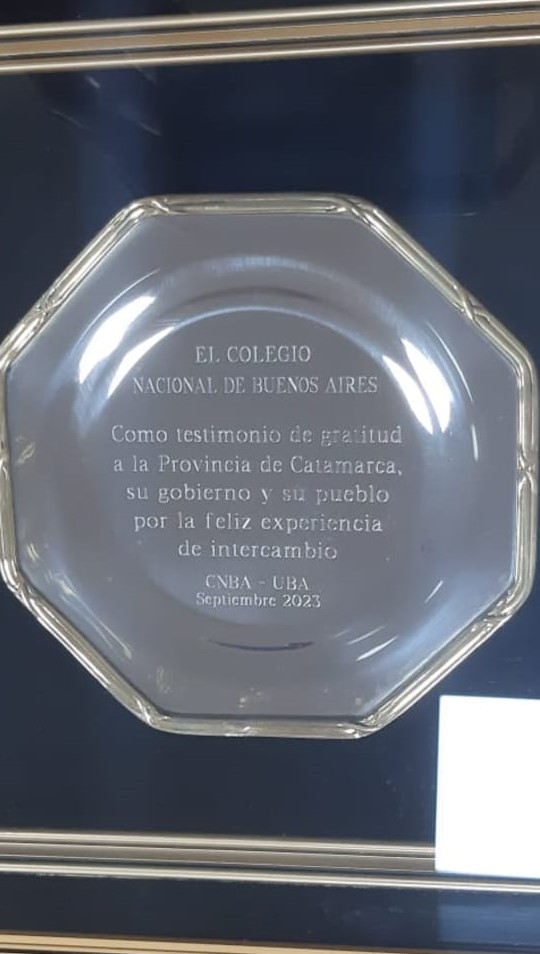 EL COLEGIO
NACIONAL DE BUENOS AIRES
Como testimonio de gratitud
a la Provincia de Catamarca,
su gobierno y su pueblo
por la feliz experiencia
de intercambio
CNBA - UBA
Septiembre 2023